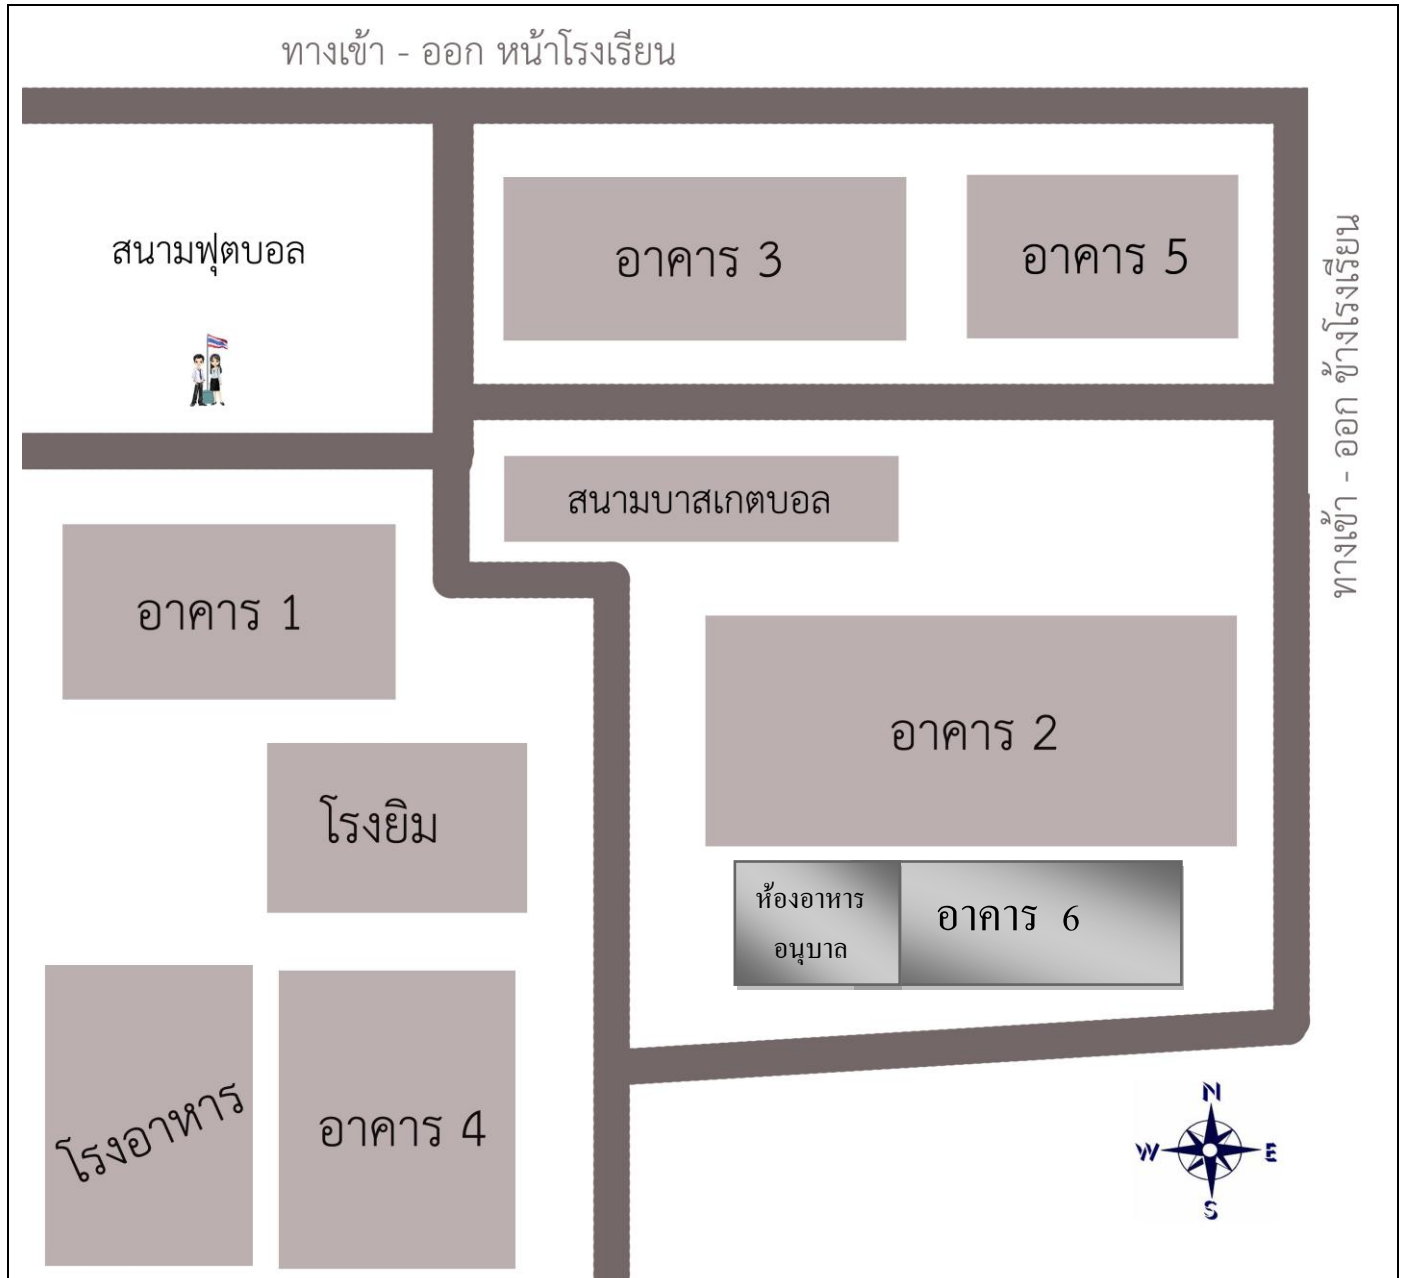 ทางเข้า - ออก หน้าโรงเรียน
สนามฟุตบอล
อาคาร 3
อาคาร 5
ทางเข้า - ออก ข้างโรงเรียน
สนามบาสเกตบอล
อาคาร 1
อาคาร 2
โรงยิม
ห้องอาหาร
อนุบาล
อาคาร 6
โรงอาหาร
อาคาร 4
N
W
E
S